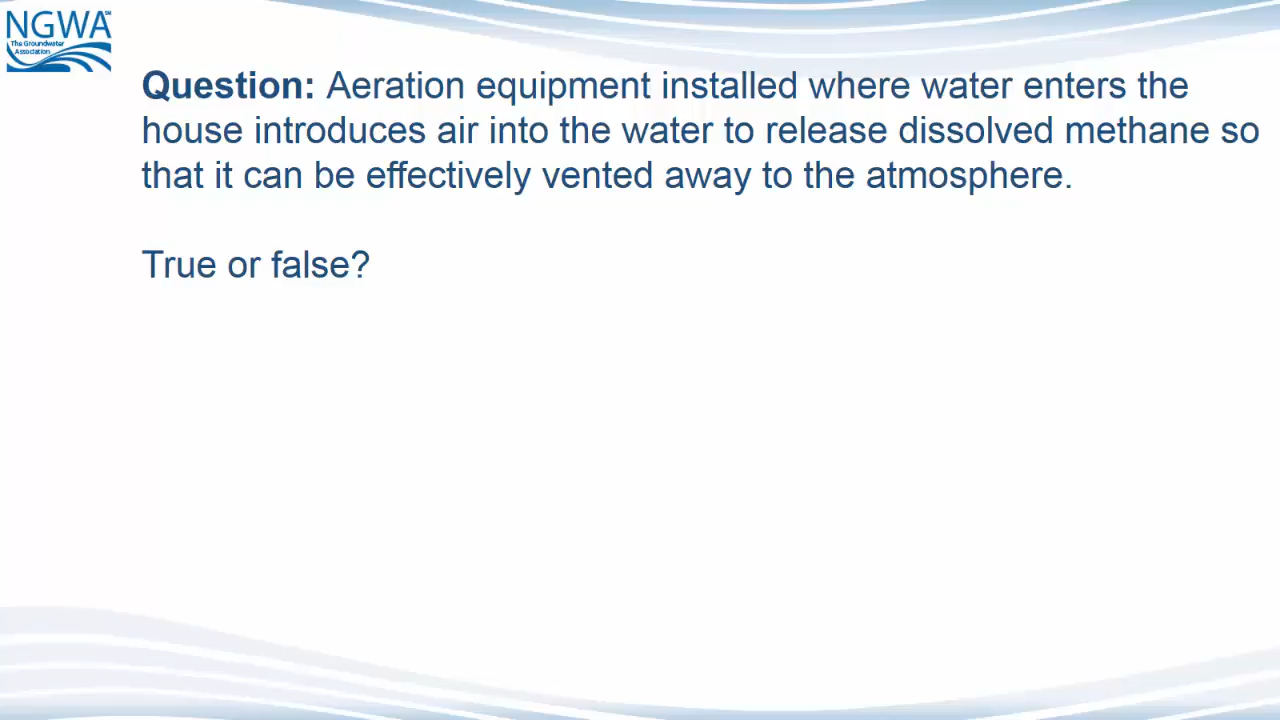 NGWA
The Groundwater
Association
Question: Aeration equipment installed where water enters the
house introduces air into the water to release dissolved methane so
that it can be effectively vented away to the atmosphere.
True or false?